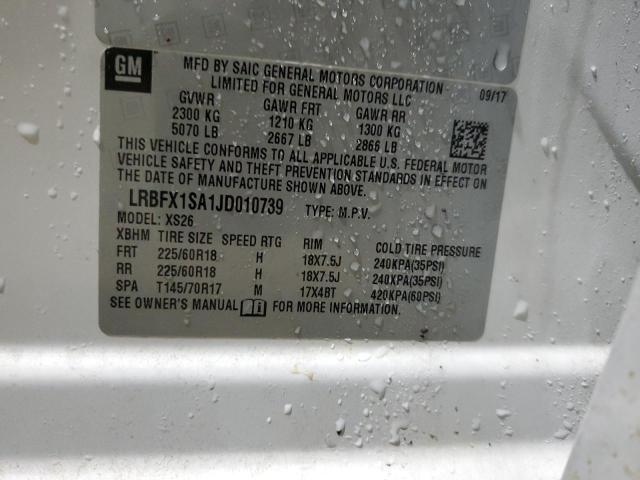 GM
MFD BY SAIC GENERAL MOTORS CORPORATION
LIMITED FOR GENERAL MOTORS LLC
GVWR GAWR FRT GAWR RR 09/17
2300 KG 1210 KG 1300 KG
5070 LB 2667 LB 2866 LB
THIS VEHICLE CONFORMS TO ALL APPLICABLE U.S. FEDERAL MOTOR
VEHICLE SAFETY AND THEFT PREVENTION STANDARDS IN EFFECT ON
THE DATE OF MANUFACTURE SHOWN ABOVE.
LRBFX1SA1JD010739 TYPE: M.P.V.
MODEL: XS26
XBHM TIRE SIZE SPEED RTG RIM COLD TIRE PRESSURE
FRT 225/60R18 H 18X7.5J 240KPA(35PSI)
RR 225/60R18 H 18X7.5J 240KPA(35PSI)
SPA T145/70R17 M 17X4BT 420KPA(60PSI)
SEE OWNER'S MANUAL FOR MORE INFORMATION.